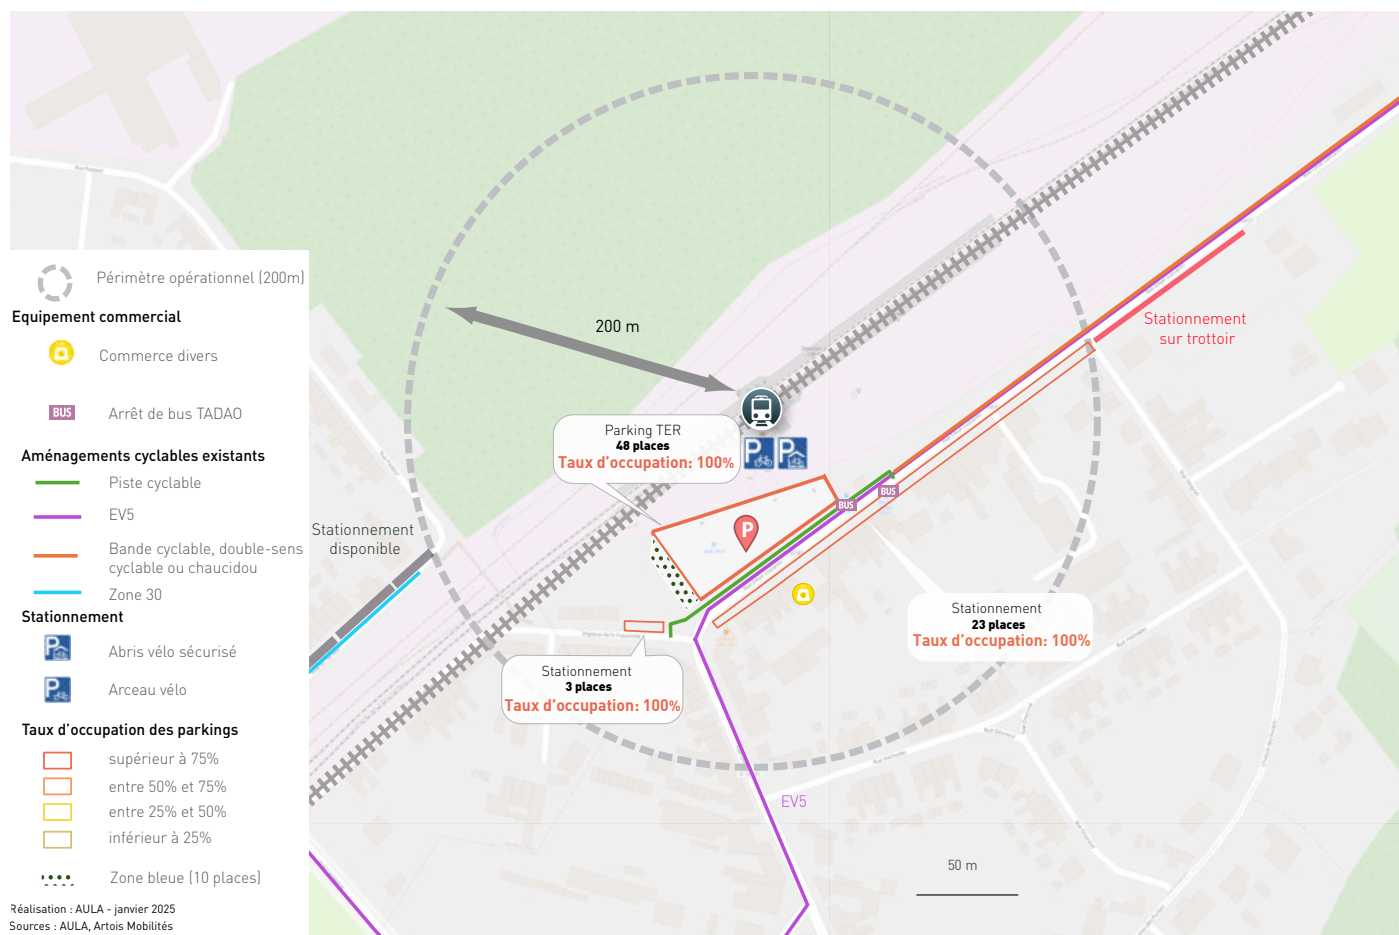 Périmètre opérationnel (200m)
Equipement commercial
Commerce divers
BUS
Arrêt de bus TADAO
Aménagements cyclables existants
Piste cyclable
EV5
Bande cyclable, double-sens
cyclable ou chaucidou
Zone 30
Stationnement
P
Abris vélo sécurisé
P
Arceau vélo
Taux d'occupation des parkings
supérieur à 75%
entre 50% et 75%
entre 25% et 50%
inférieur à 25%
Zone bleue (10 places)
Réalisation : AULA - janvier 2025
Sources : AULA, Artois Mobilités
200 m
Parking TER
48 places
Taux d'occupation: 100%
P
P
Stationnement
sur trottoir
Stationnement
disponible
BUS
BUS
P
Stationnement
23 places
Taux d'occupation: 100%
Stationnement
3 places
Taux d'occupation: 100%
EV5
50 m